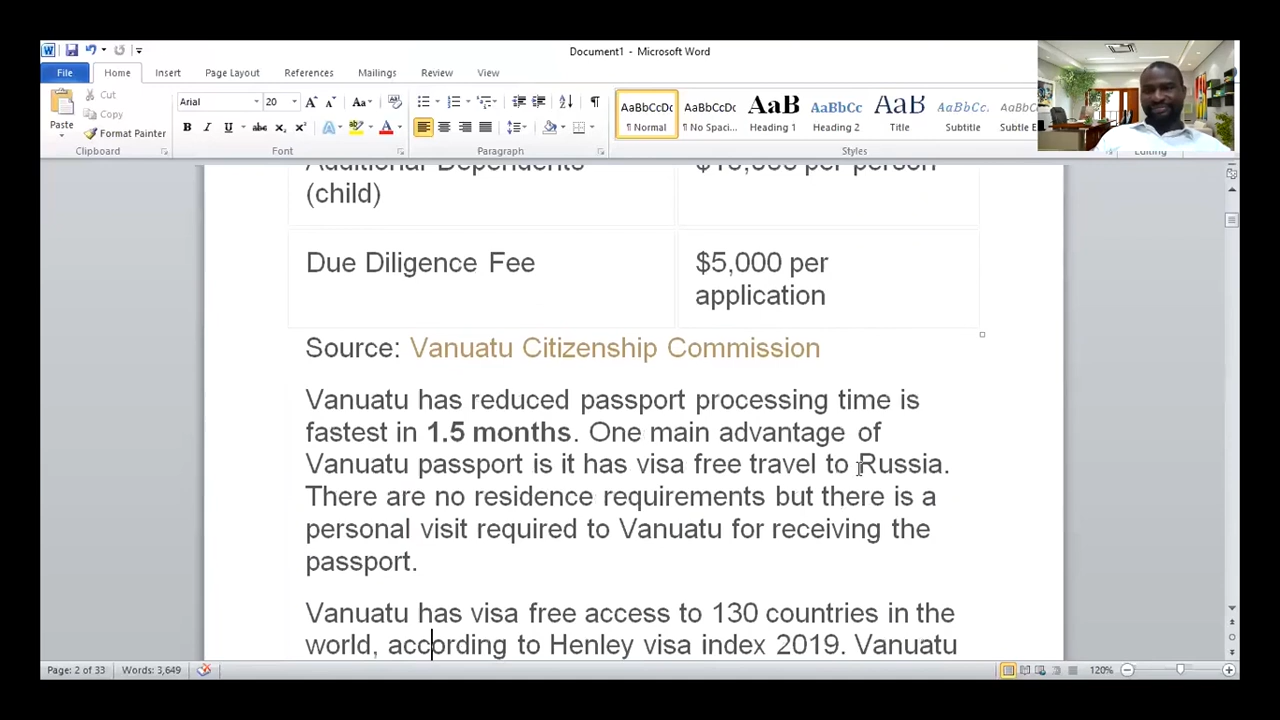 Document1 - Microsoft Word
File Home Insert Page Layout References Mailings Review View
Cut
Copy
Format Painter
Paste
Clipboard
Arial 20
Font
Paragraph
AaBbCcDc AaBbCcDc AaB AaBbCc AaB AaBbCc. AaBbCc
¶ Normal ¶ No Spaci... Heading 1 Heading 2 Title Subtitle Subtle E
Styles
Editing
Additional Dependents per person
(child)
Due Diligence Fee $5,000 per
application
Source: Vanuatu Citizenship Commission
Vanuatu has reduced passport processing time is
fastest in 1.5 months. One main advantage of
Vanuatu passport is it has visa free travel to Russia.
There are no residence requirements but there is a
personal visit required to Vanuatu for receiving the
passport.
Vanuatu has visa free access to 130 countries in the
world, according to Henley visa index 2019. Vanuatu
Page: 2 of 33 Words: 3,649 120%